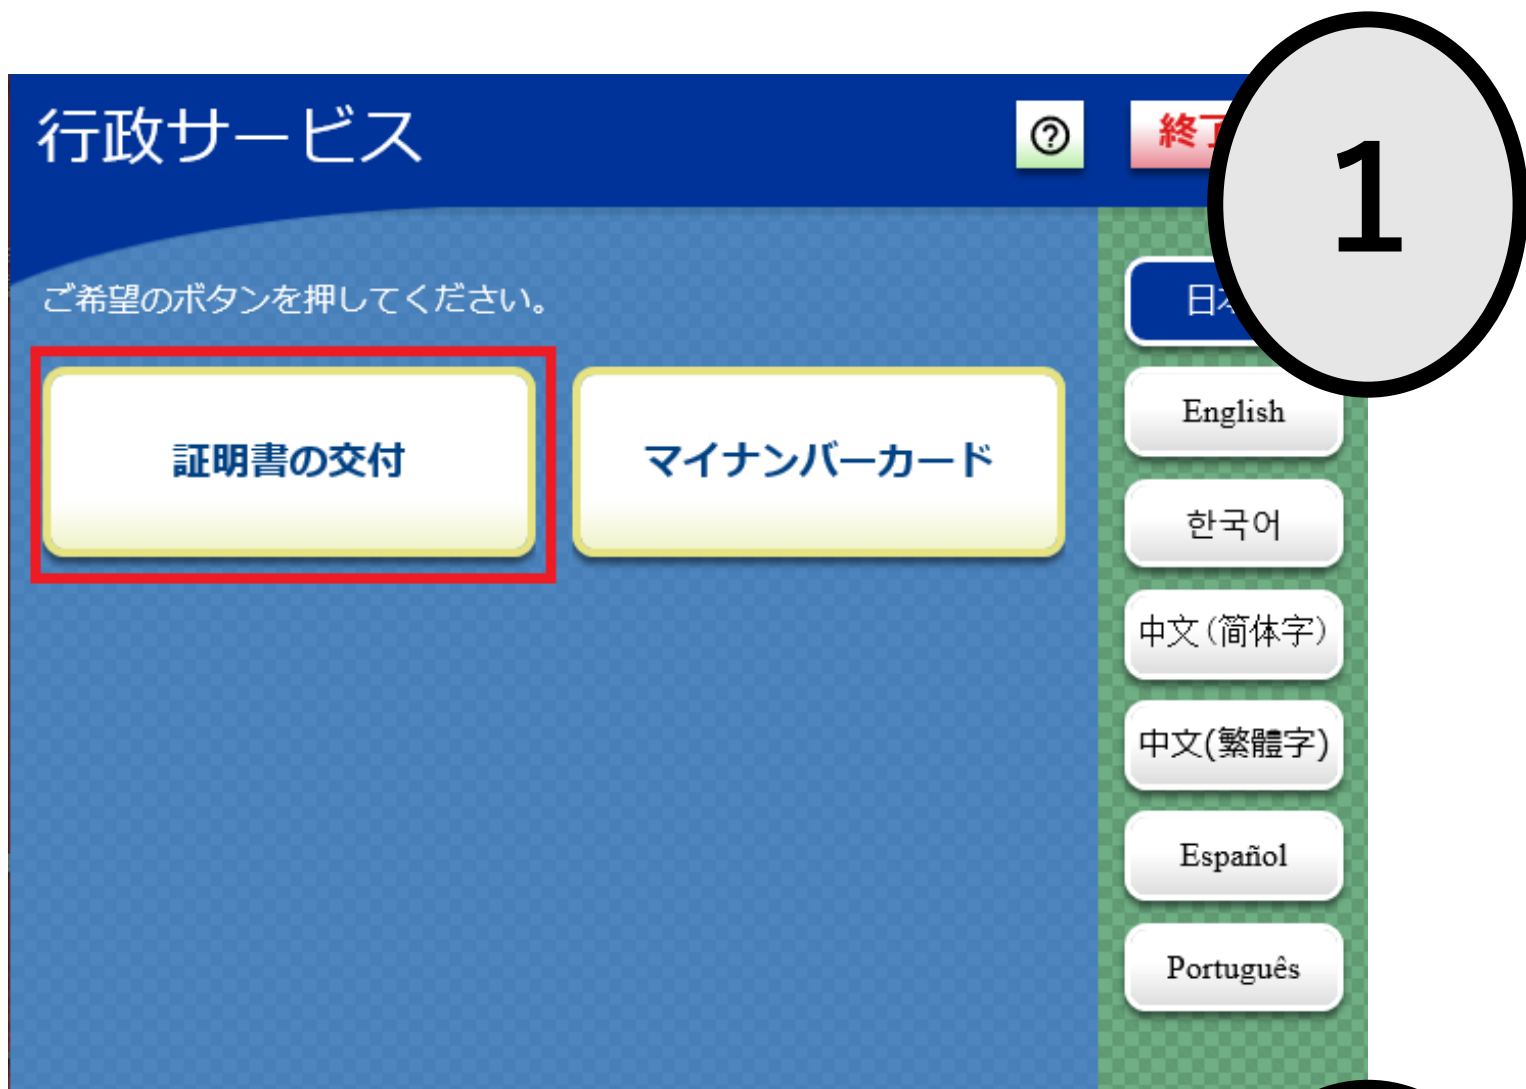 行政サービス
終
1
ご希望のボタンを押してください。
証明書の交付
マイナンバーカード
日
English
한국어
中文(简体字)
中文(繁體字)
Español
Português